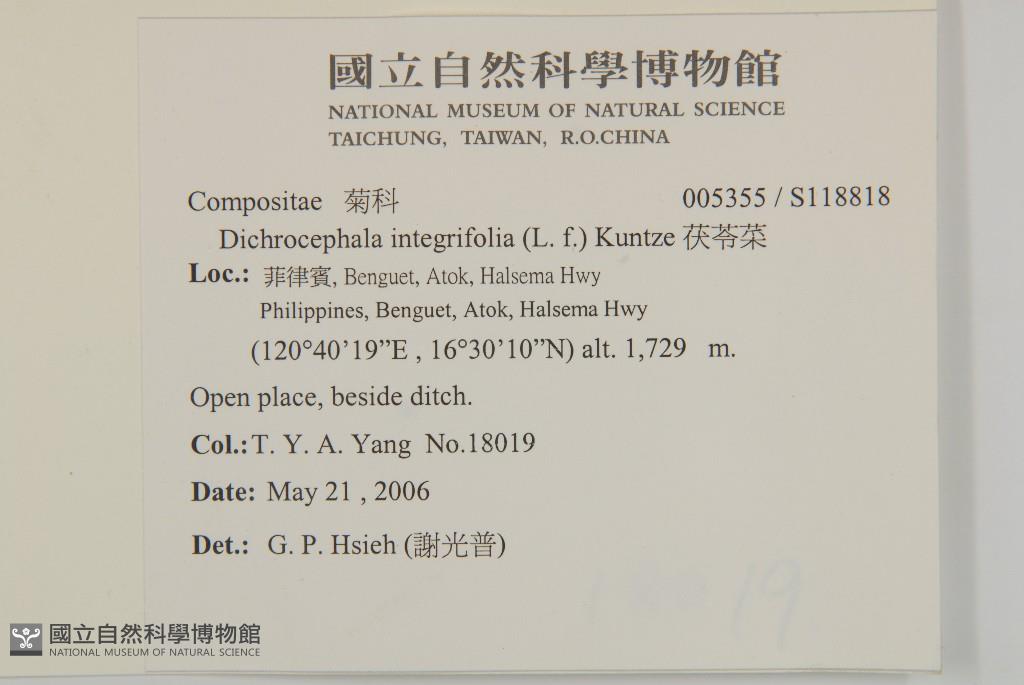 國立自然科學博物館
NATIONAL MUSEUM OF NATURAL SCIENCE
TAICHUNG, TAIWAN, R.O.CHINA
Compositae 菊科 005355 / S118818
Dichrocephala integrifolia (L. f.) Kuntze 茯苓菜
Loc.: 菲律賓, Benguet, Atok, Halsema Hwy
Philippines, Benguet, Atok, Halsema Hwy
(120°40’19”E , 16°30’10”N) alt. 1,729 m.
Open place, beside ditch.
Col.: T. Y. A. Yang No.18019
Date: May 21 , 2006
Det.: G. P. Hsieh (謝光普)
國立自然科學博物館
NATIONAL MUSEUM OF NATURAL SCIENCE